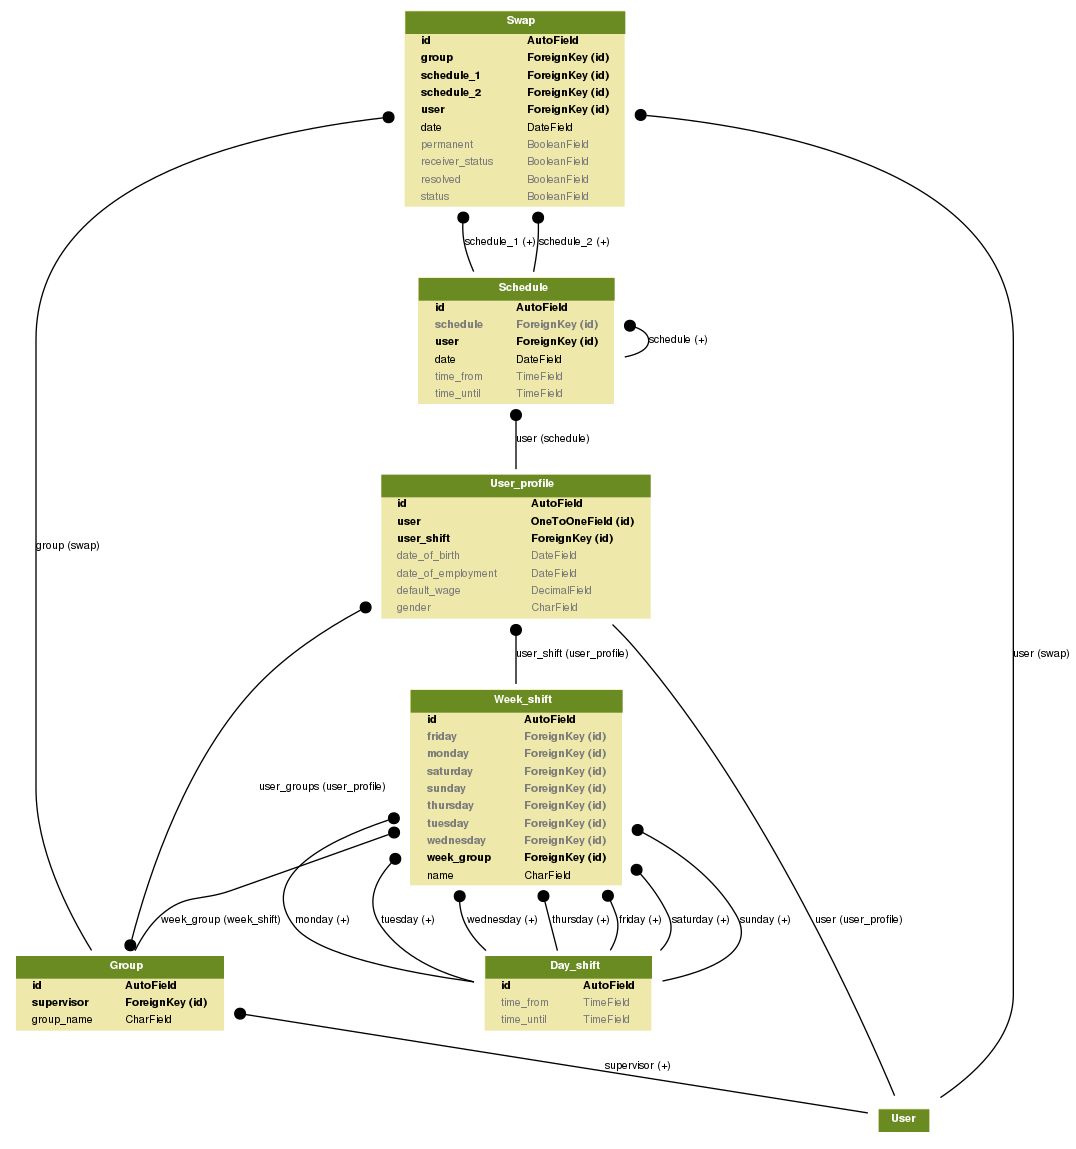 Swap
id AutoField
group ForeignKey (id)
schedule_1 ForeignKey (id)
schedule_2 ForeignKey (id)
user ForeignKey (id)
date DateField
permanent BooleanField
receiver_status BooleanField
resolved BooleanField
status BooleanField
schedule_1 (+) schedule_2 (+)
Schedule
id AutoField
schedule ForeignKey (id)
user ForeignKey (id)
date DateField
time_from TimeField
time_until TimeField
schedule (+)
user (schedule)
User_profile
id AutoField
user OneToOneField (id)
user_shift ForeignKey (id)
date_of_birth DateField
date_of_employment DateField
default_wage DecimalField
gender CharField
group (swap)
user_shift (user_profile)
user (swap)
Week_shift
id AutoField
friday ForeignKey (id)
monday ForeignKey (id)
saturday ForeignKey (id)
sunday ForeignKey (id)
thursday ForeignKey (id)
tuesday ForeignKey (id)
wednesday ForeignKey (id)
week_group ForeignKey (id)
name CharField
user_groups (user_profile)
week_group (week_shift) monday (+) tuesday (+) wednesday (+) thursday (+) friday (+) saturday (+) sunday (+) user (user_profile)
Group
id AutoField
supervisor ForeignKey (id)
group_name CharField
Day_shift
id AutoField
time_from TimeField
time_until TimeField
supervisor (+)
User